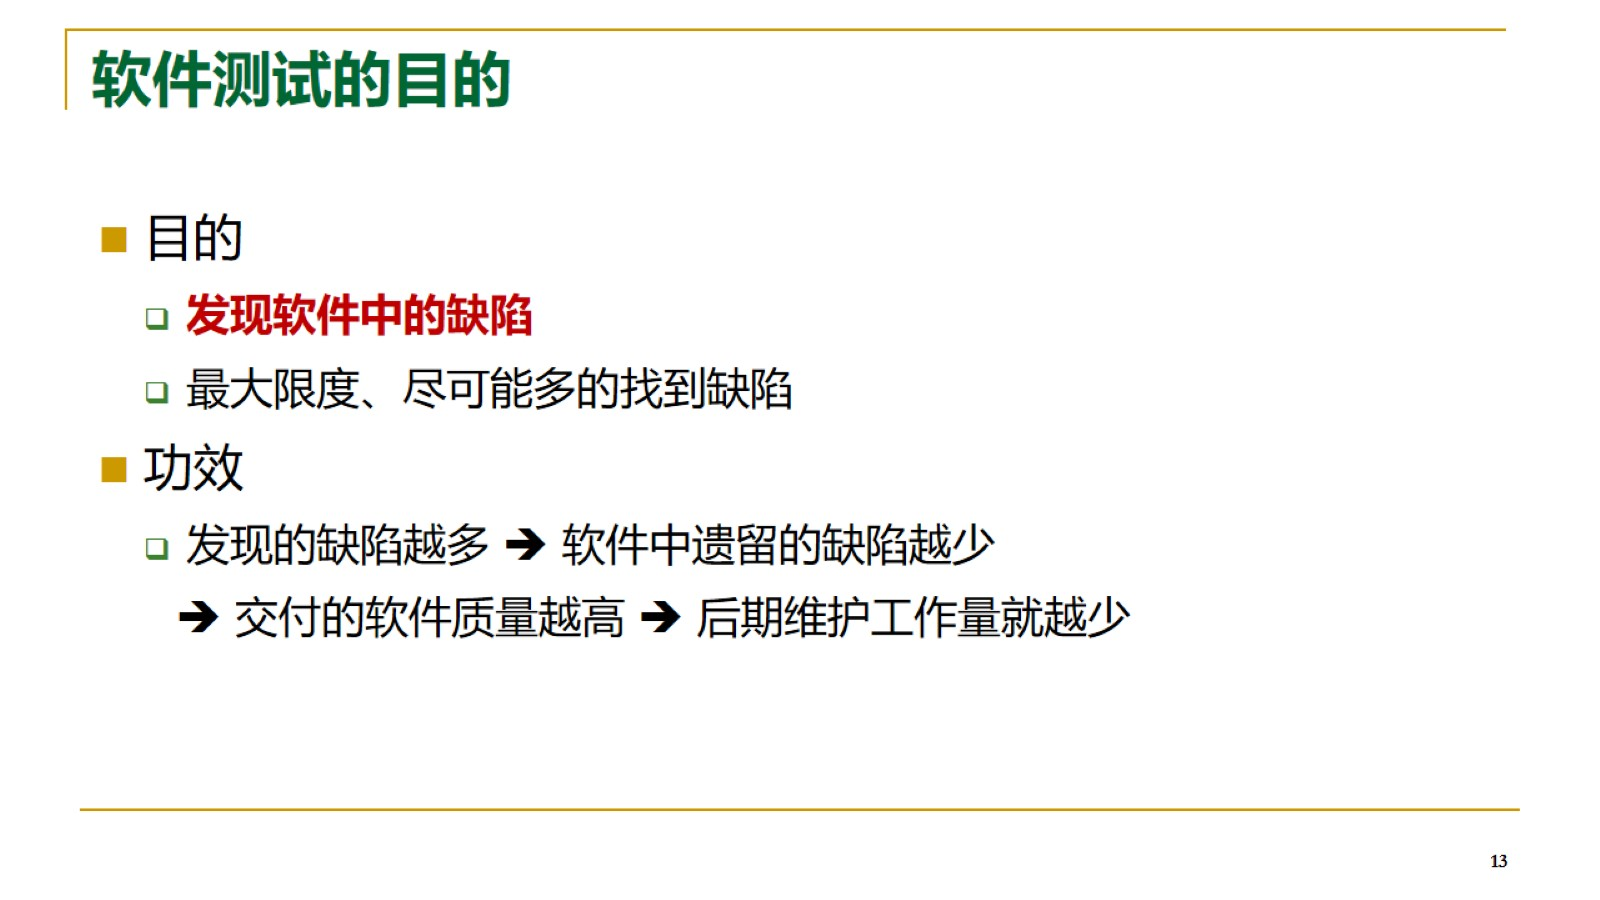 软件测试的目的
目的
发现软件中的缺陷
最大限度、尽可能多的找到缺陷
功效
发现的缺陷越多 ➔ 软件中遗留的缺陷越少
➔ 交付的软件质量越高 ➔ 后期维护工作量就越少
13